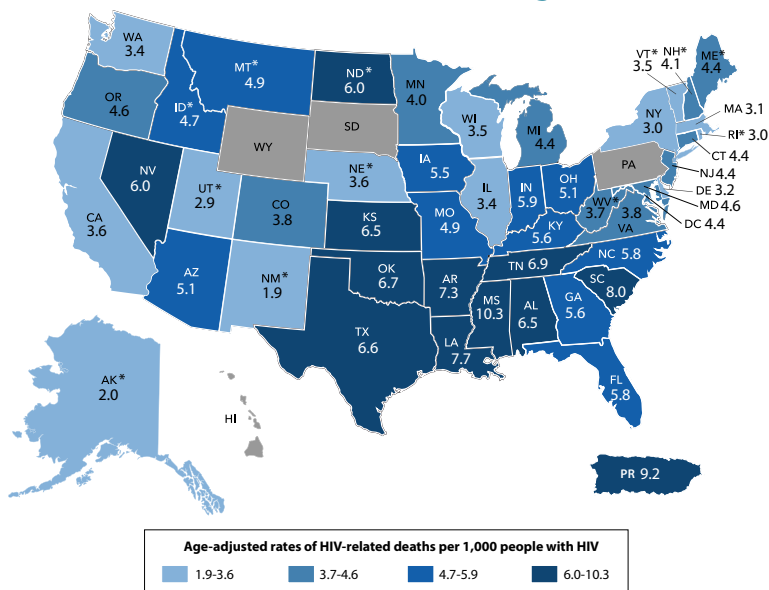 WA
3.4
OR
4.6
CA
3.6
NV
6.0
ID*
4.7
MT*
4.9
WY
UT*
2.9
AZ
5.1
CO
3.8
NM*
1.9
ND*
6.0
SD
NE*
3.6
KS
6.5
OK
6.7
TX
6.6
MN
4.0
IA
5.5
MO
4.9
AR
7.3
LA
7.7
WI
3.5
IL
3.4
MI
4.4
IN
5.9
OH
5.1
KY
5.6
TN 6.9
MS
10.3
AL
6.5
GA
5.6
FL
5.8
SC
8.0
NC 5.8
WV*
3.7
3.8
VA
PA
NY
3.0
VT*
3.5
NH*
4.1
ME*
4.4
MA 3.1
RI* 3.0
CT 4.4
NJ 4.4
DE 3.2
MD 4.6
DC 4.4
AK*
2.0
HI
PR 9.2
Age-adjusted rates of HIV-related deaths per 1,000 people with HIV
1.9-3.6
3.7-4.6
4.7-5.9
6.0-10.3